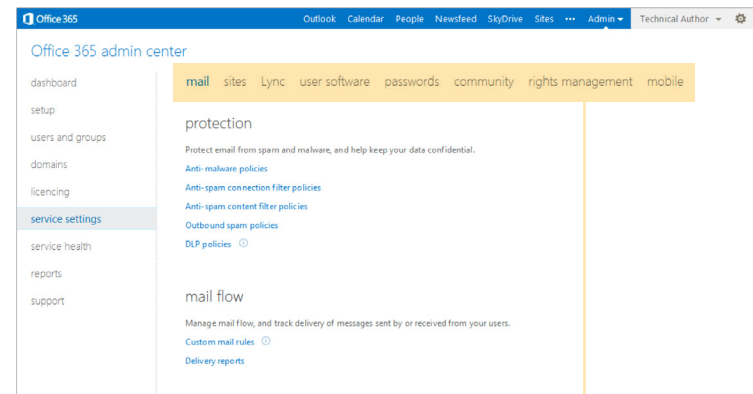 Office 365 Outlook Calendar People Newsfeed SkyDrive Sites ••• Admin Technical Author
Office 365 admin center
dashboard
setup
users and groups
domains
licencing
service settings
service health
reports
support
mail sites Lync user software passwords community rights management mobile
protection
Protect email from spam and malware, and help keep your data confidential.
Anti-malware policies
Anti-spam connection filter policies
Anti-spam content filter policies
Outbound spam policies
DLP policies
mail flow
Manage mail flow, and track delivery of messages sent by or received from your users.
Custom mail rules
Delivery reports